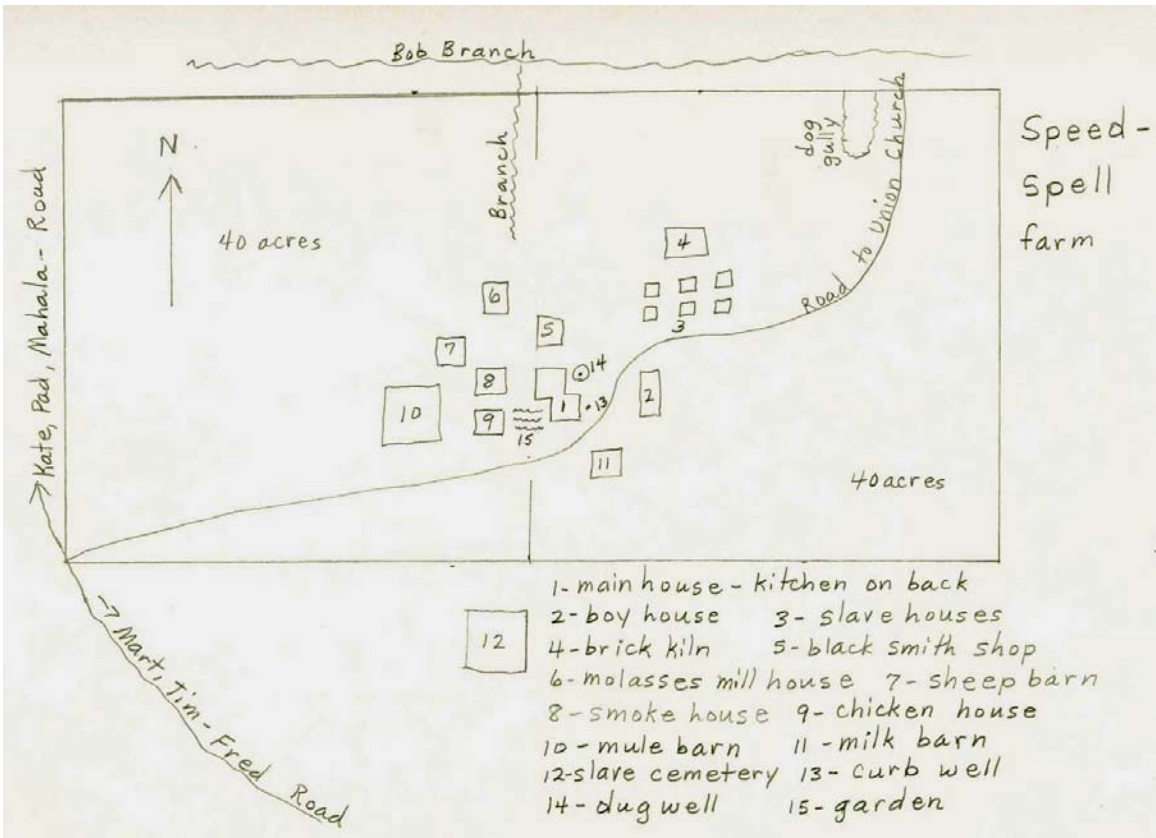 Bob Branch
Branch
dog
gully
Road to Union Church
Speed-
Spell
farm
N
40 acres
Kate, Pad, Mahala - Road
4
6
5
3
7
8
14
10
9
1
13
2
15
11
40 acres
Mart, Tim - Fred Road
12
1- main house - kitchen on back
2- boy house 3- slave houses
4- brick kiln 5- black smith shop
6- molasses mill house 7- sheep barn
8- smoke house 9- chicken house
10- mule barn 11- milk barn
12- slave cemetery 13- curb well
14- dug well 15- garden